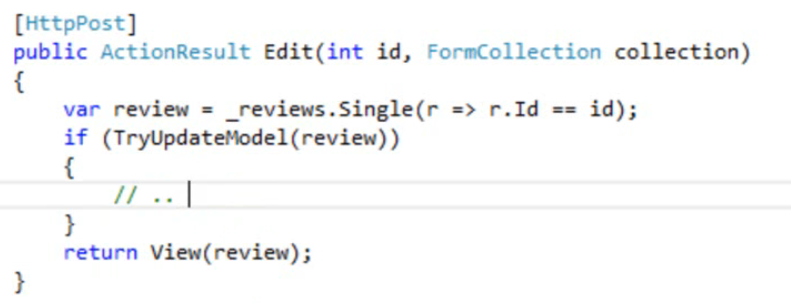 [HttpPost]
public ActionResult Edit(int id, FormCollection collection)
{
    var review = _reviews.Single(r => r.Id == id);
    if (TryUpdateModel(review))
    {
        // ..
    }
    return View(review);
}